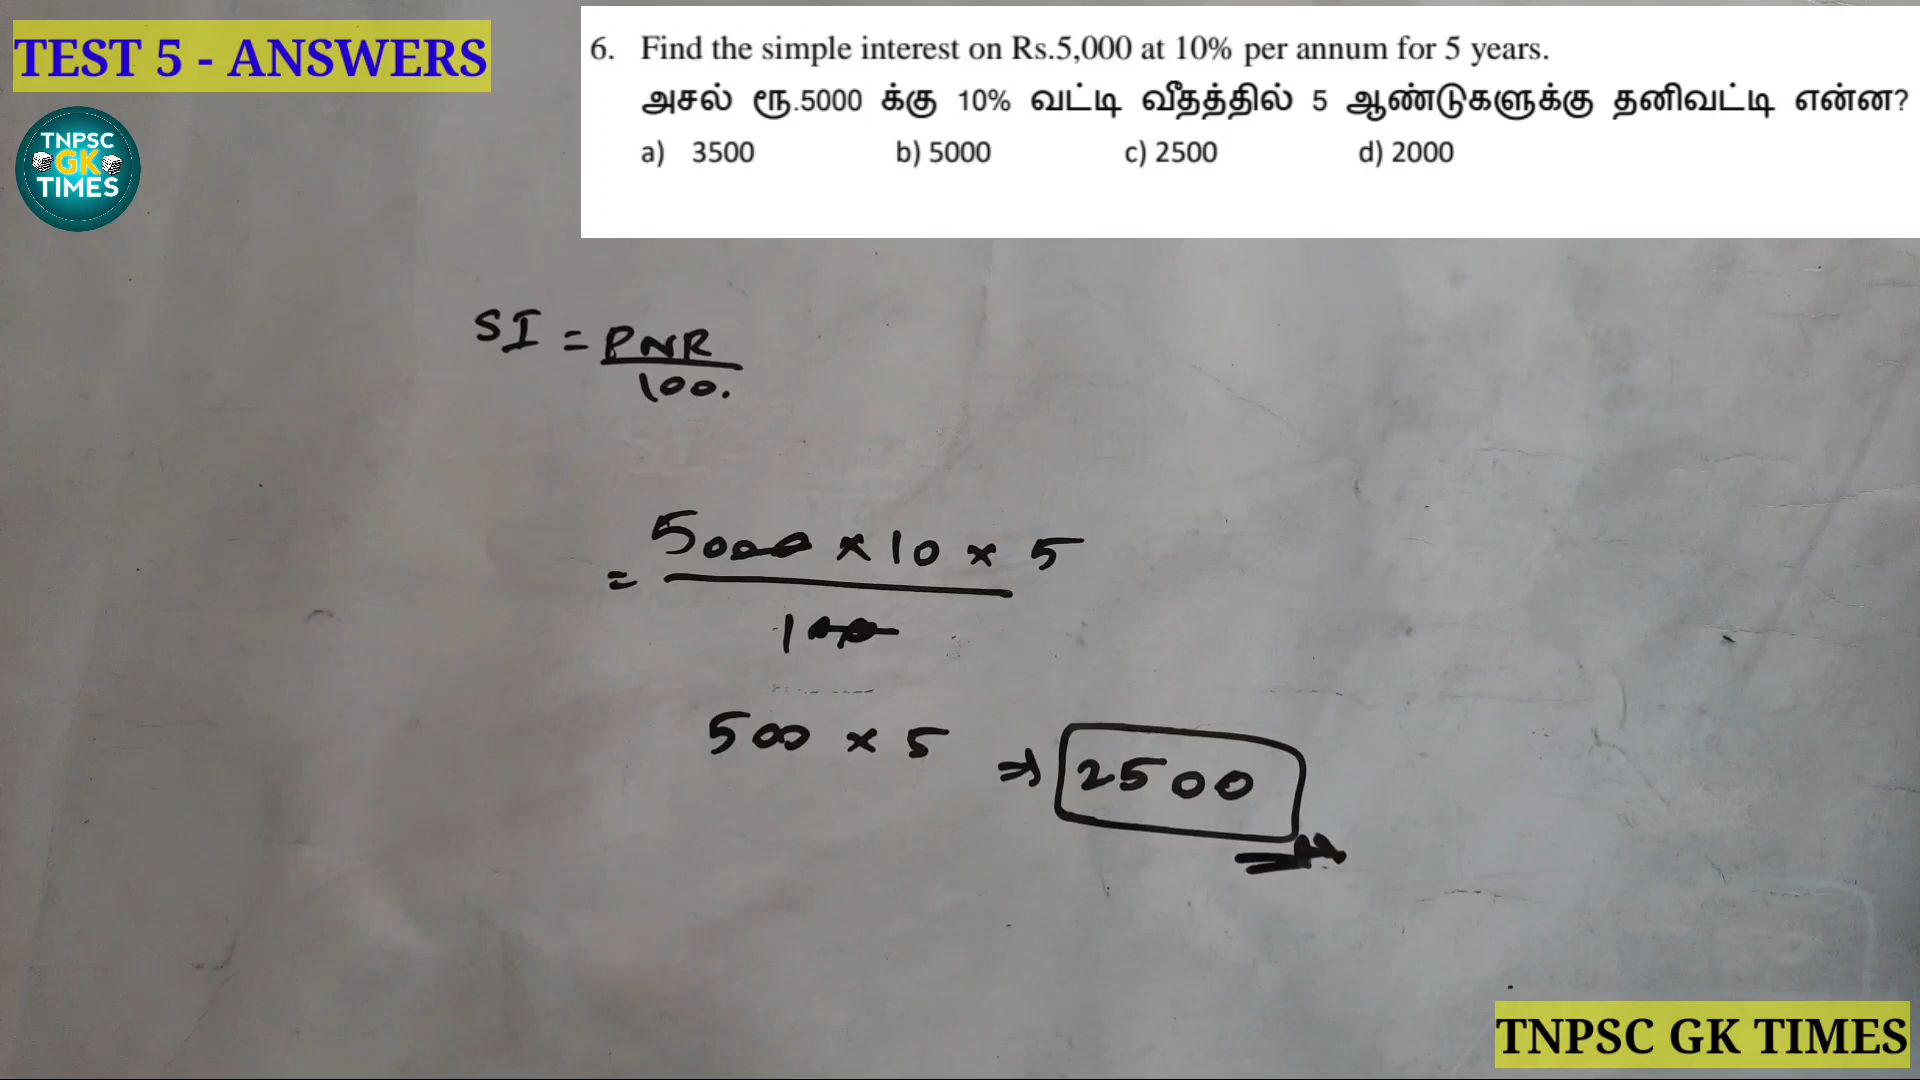 TEST 5 - ANSWERS
TNPSC
GK
TIMES
6. Find the simple interest on Rs.5,000 at 10% per annum for 5 years.
அசல் ரூ.5000 க்கு 10% வட்டி வீதத்தில் 5 ஆண்டுகளுக்கு தனிவட்டி என்ன?
a) 3500 b) 5000 c) 2500 d) 2000
SI = PNR
100.
= 5000 × 10 × 5
100
500 × 5 ⇒ 2500
TNPSC GK TIMES